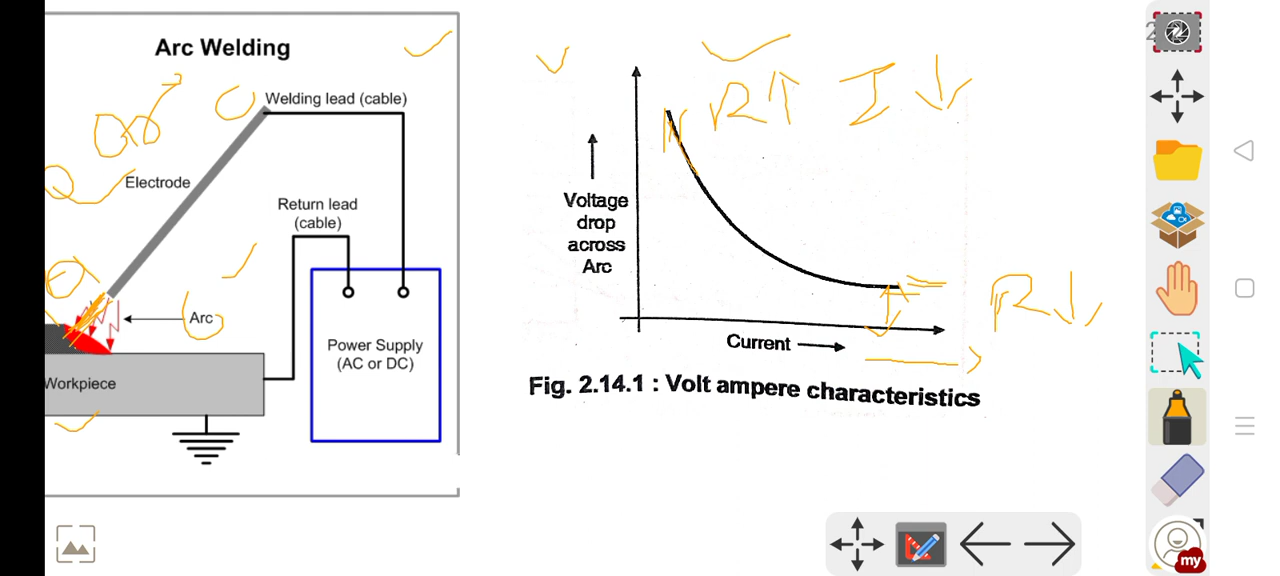 Arc Welding
Welding lead (cable)
Electrode
Return lead
(cable)
Arc
Power Supply
(AC or DC)
Workpiece
V
R↑ I↓
Voltage
drop
across
Arc
R↓
Current
Fig. 2.14.1 : Volt ampere characteristics
my